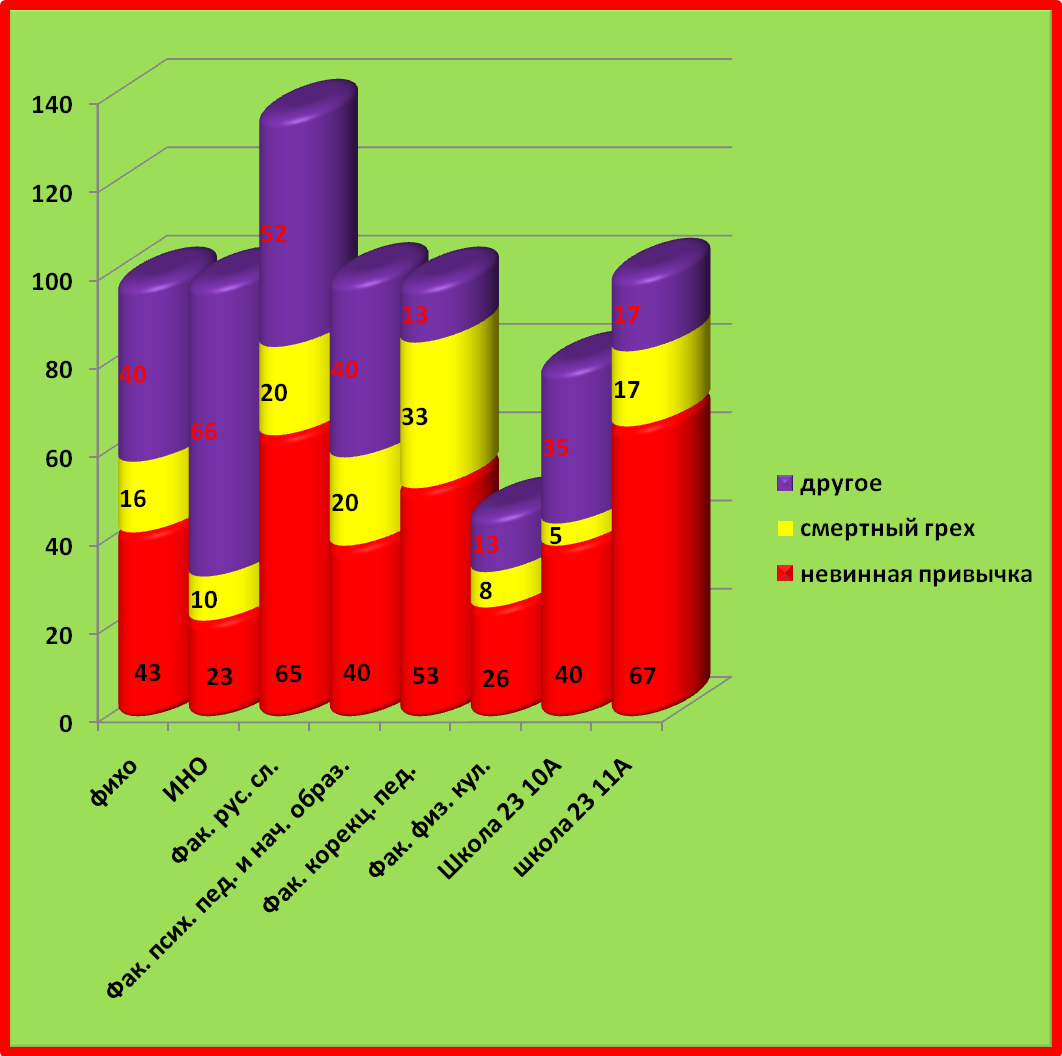 140
120
100
80
60
40
20
0
40
66
52
40
13
13
35
17
16
10
20
20
33
8
5
17
43
23
65
40
53
26
40
67
фихо
ИНО
Фак. рус. сл.
Фак. псих. пед. и нач. образ.
Фак. корекц. пед.
Фак. физ. кул.
Школа 23 10А
школа 23 11А
другое
смертный грех
невинная привычка